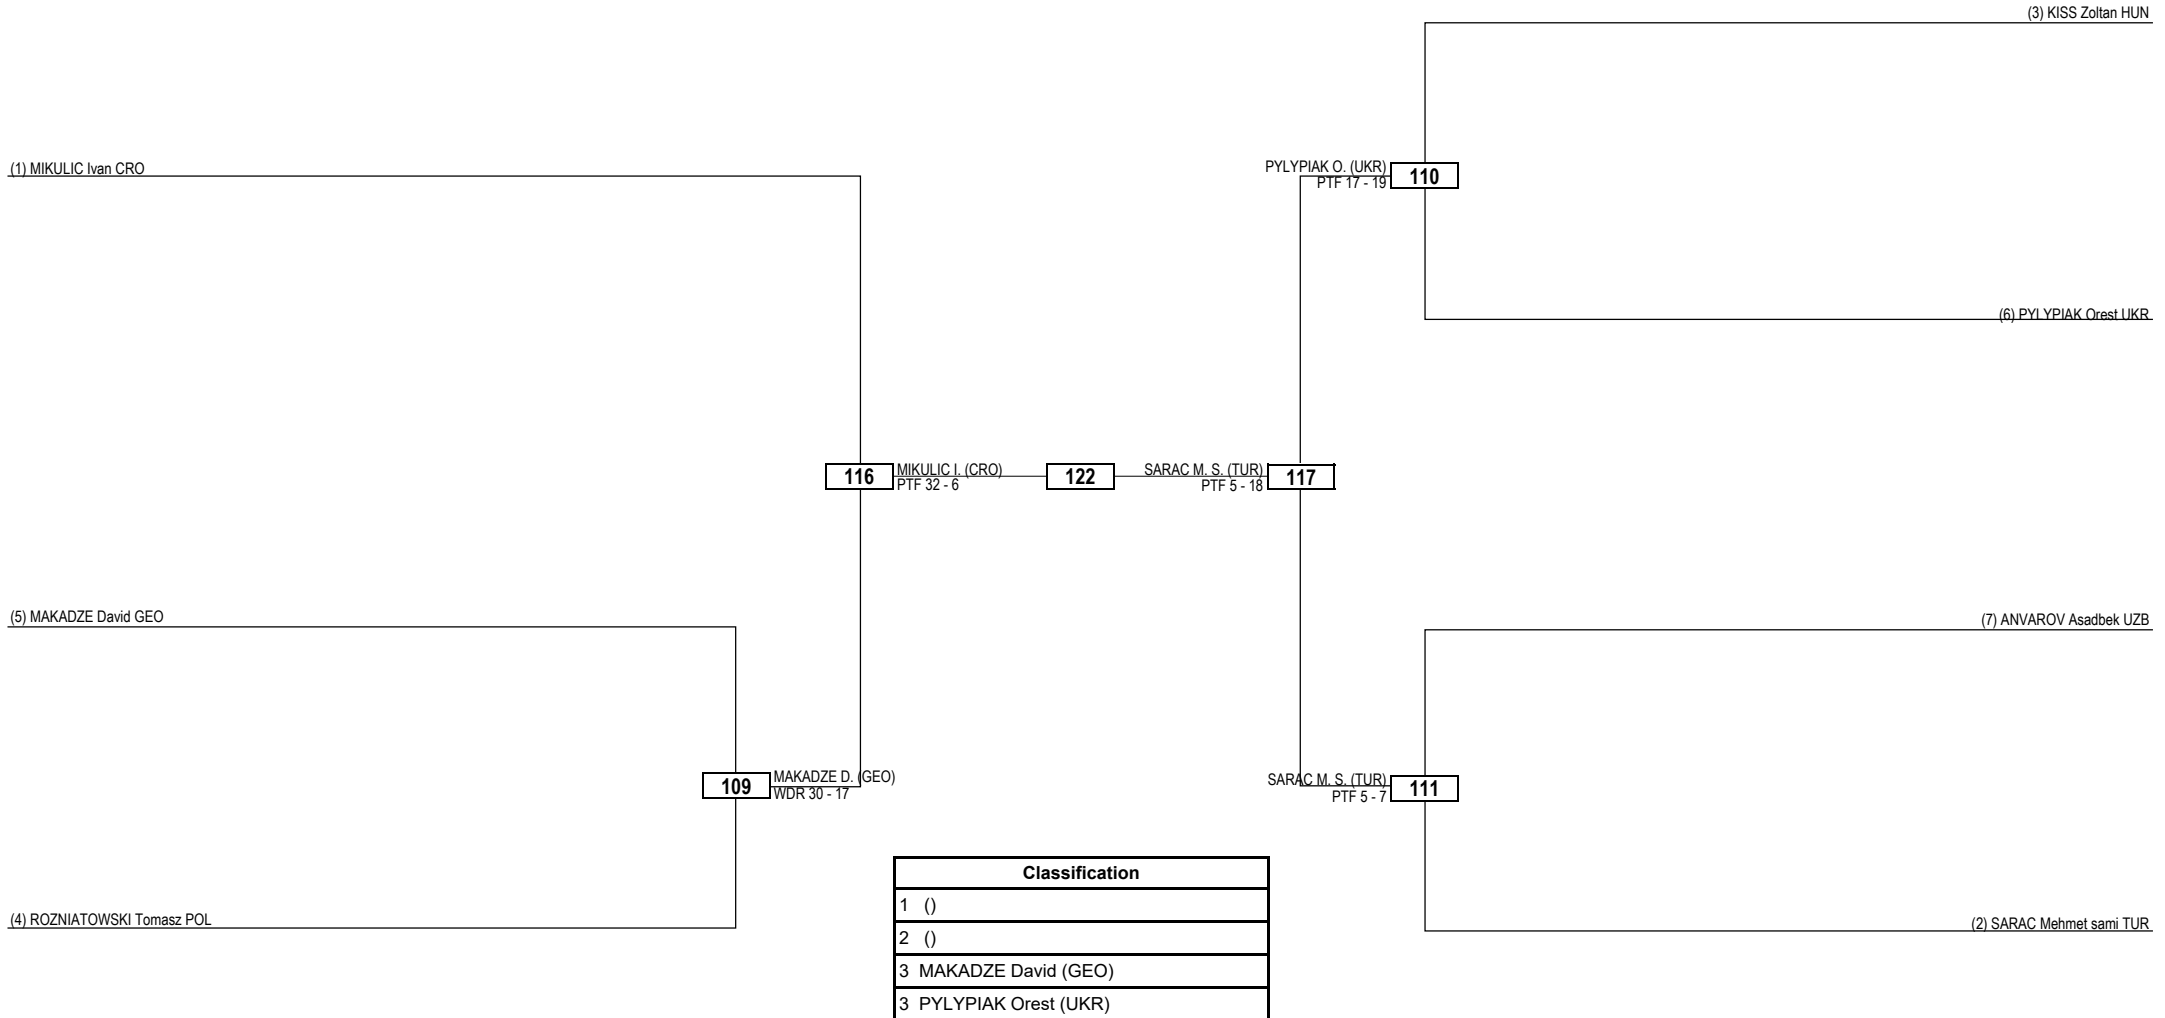 (3) KISS Zoltan HUN
(1) MIKULIC Ivan CRO
PYLYPIAK O. (UKR)
PTF 17 - 19
110
(6) PYLYPIAK Orest UKR
116
MIKULIC I. (CRO)
PTF 32 - 6
122
SARAC M. S. (TUR)
PTF 5 - 18
117
(5) MAKADZE David GEO
(7) ANVAROV Asadbek UZB
109
MAKADZE D. (GEO)
WDR 30 - 17
SARAC M. S. (TUR)
PTF 5 - 7
111
(4) ROZNIATOWSKI Tomasz POL
(2) SARAC Mehmet sami TUR
Classification
1 ()
2 ()
3 MAKADZE David (GEO)
3 PYLYPIAK Orest (UKR)